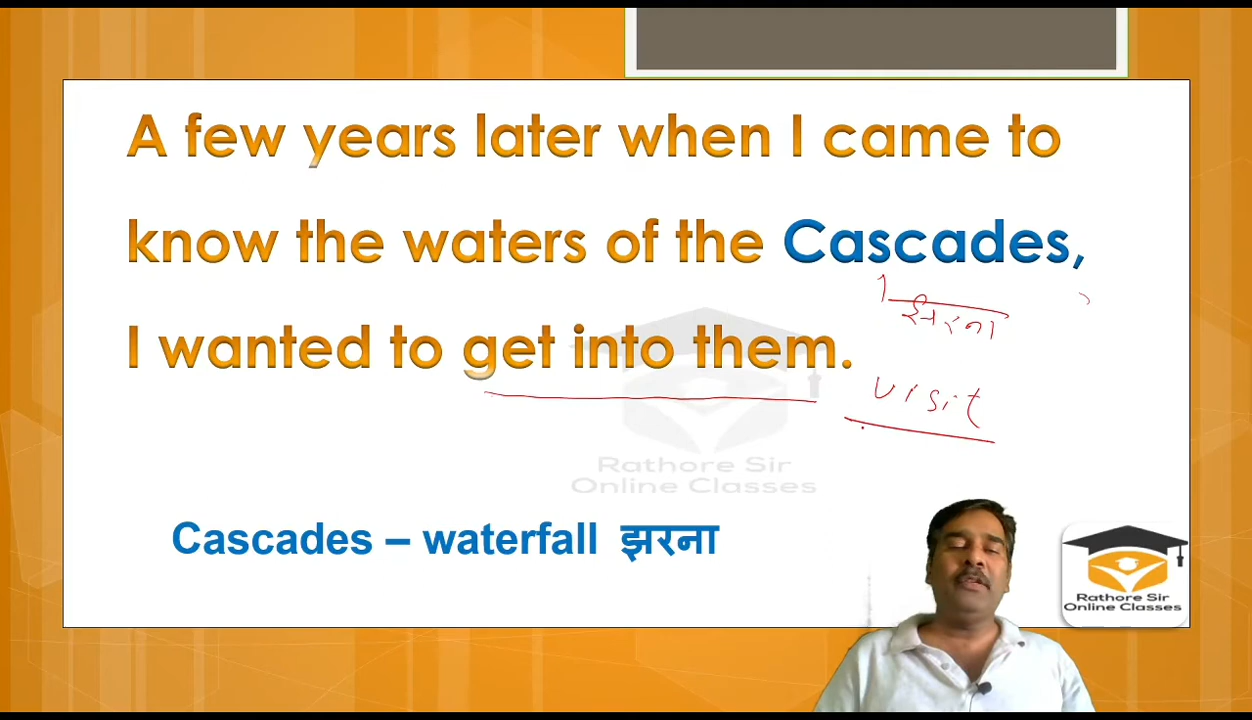 A few years later when I came to
know the waters of the Cascades,
झरना
I wanted to get into them.
visit
Rathore Sir
Online Classes
Cascades – waterfall झरना
Rathore Sir
Online Classes